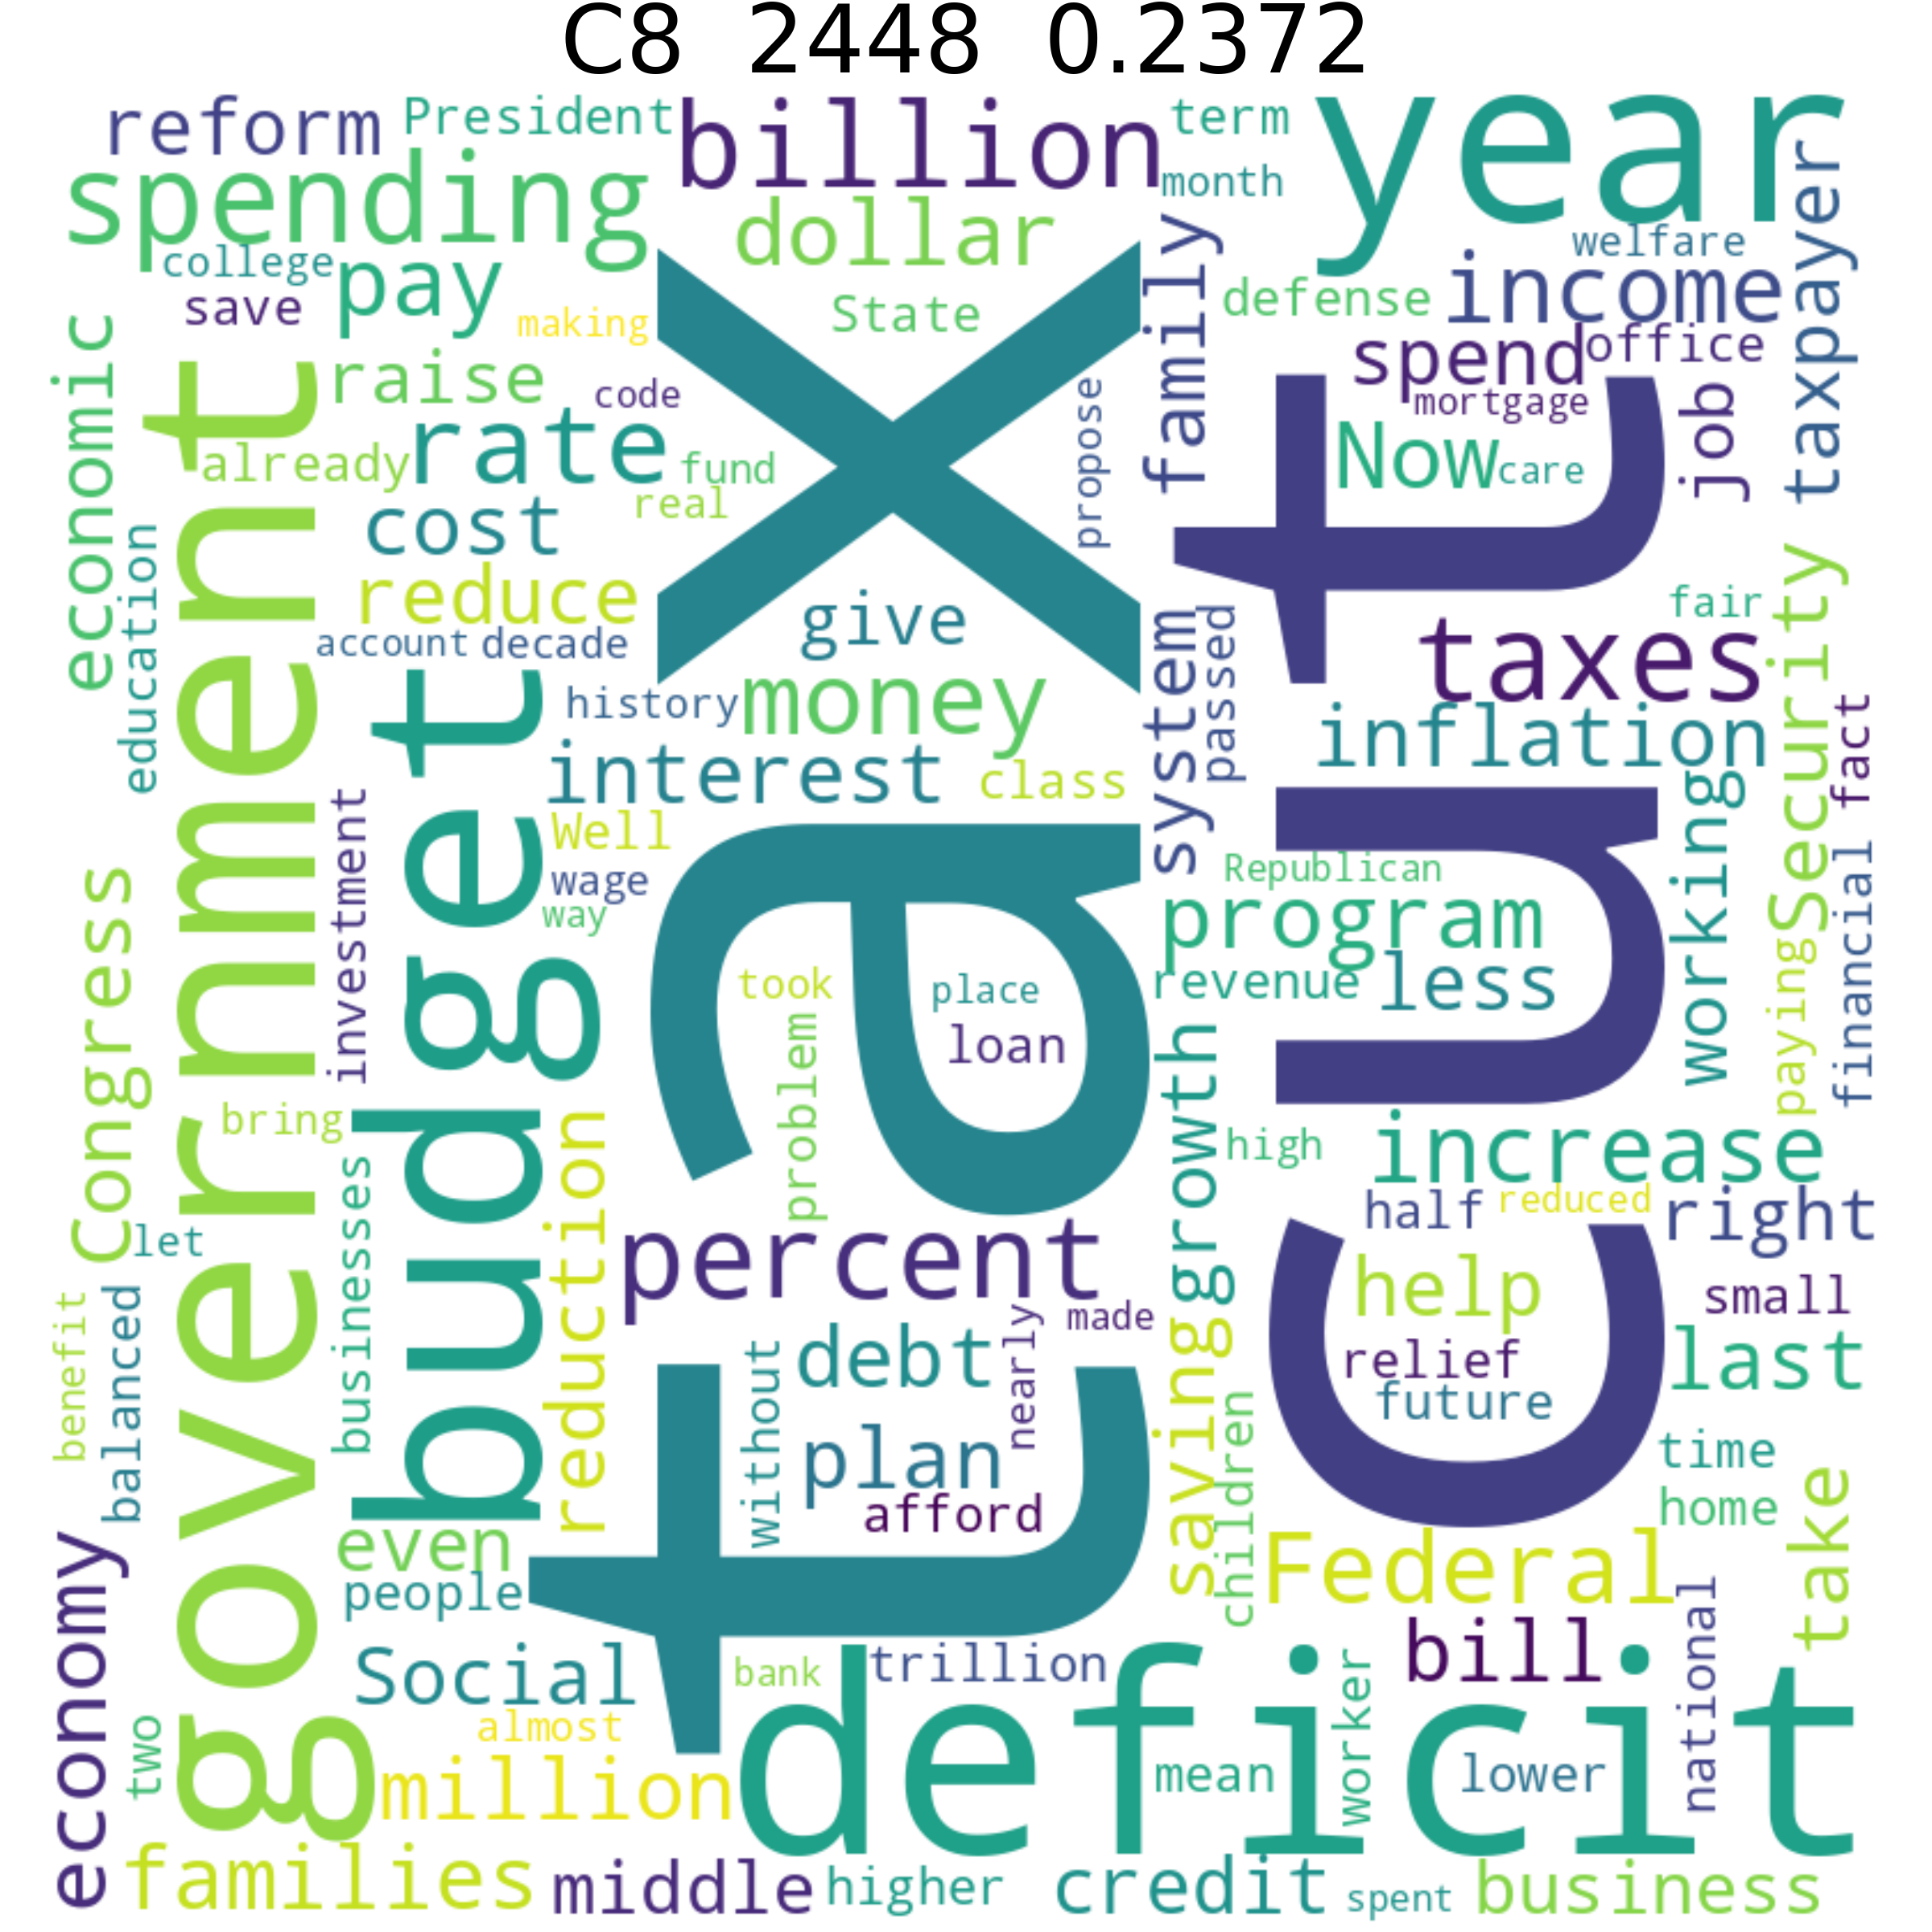 C8 2448 0.2372
reform
President
billion
term
year
spending
month
dollar
taxpayer
college
pay
family
welfare
save
making
State
defense
income
economic
raise
code
spend
office
mortgage
job
government
already
rate
fund
propose
Now
care
real
cost
tax
cut
education
reduce
give
fair
account
decade
system
passed
taxes
Security
budget
history
money
inflation
fact
interest
class
working
Well
Republican
investment
wage
way
program
financial
Congress
took
place
revenue
less
paying
loan
problem
growth
bring
reduction
high
increase
businesses
half
reduced
right
let
percent
help
small
benefit
balanced
made
nearly
debt
relief
last
without
saving
future
plan
children
time
afford
home
take
economy
even
Federal
people
bill
national
Social
bank
trillion
deficit
worker
two
almost
million
mean
lower
families
middle
higher
credit
spent
business